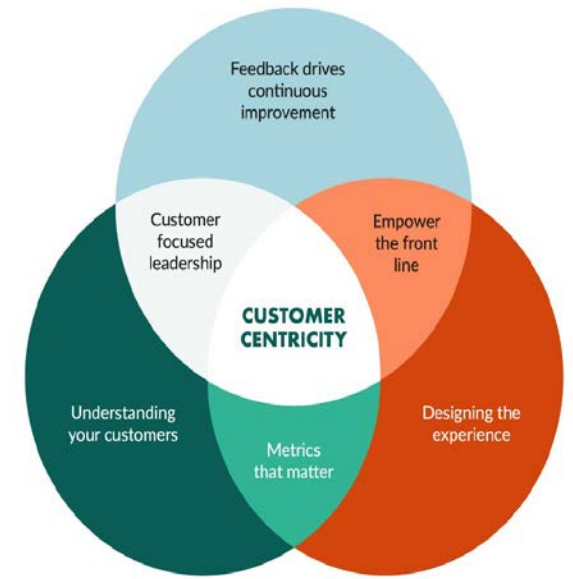 Feedback drives
continuous
improvement
Customer
focused
leadership
Empower
the front
line
CUSTOMER
CENTRICITY
Understanding
your customers
Metrics
that matter
Designing the
experience